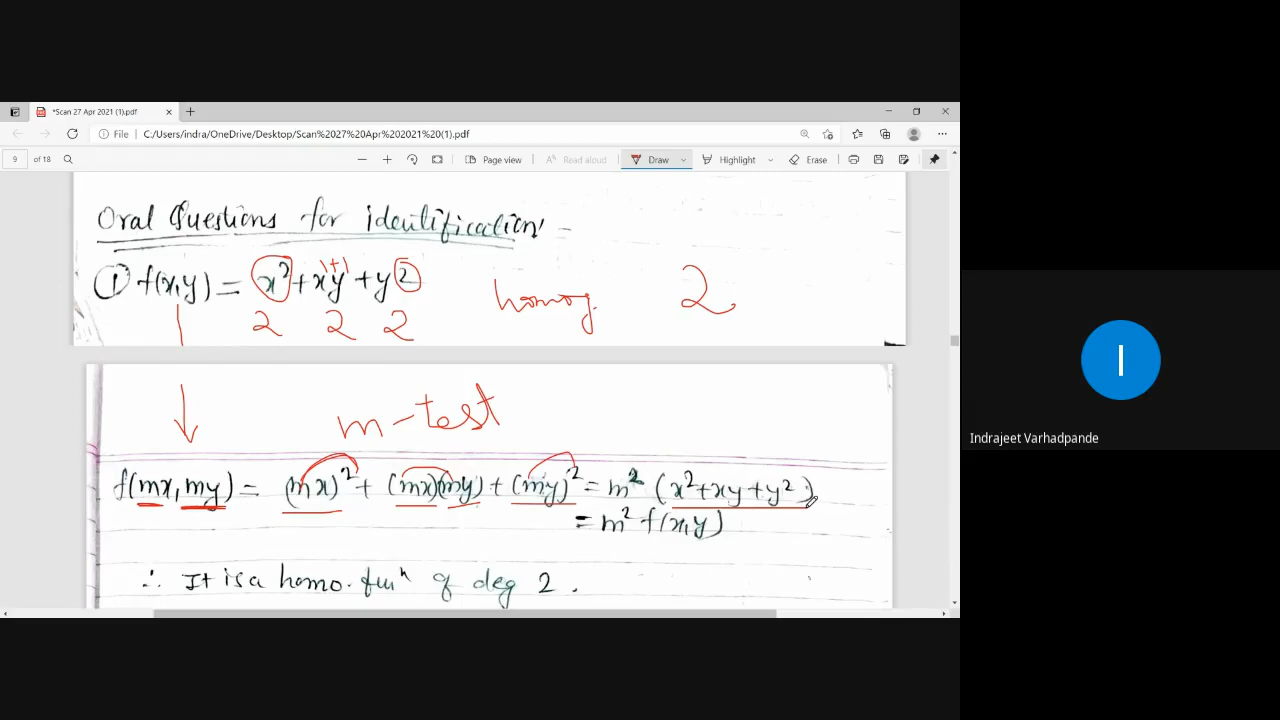 *Scan 27 Apr 2021 (1).pdf
File C:/Users/indra/OneDrive/Desktop/Scan%2027%20Apr%202021%20(1).pdf
9 of 18 Page view Read aloud Draw Highlight Erase
Oral Questions for identification -
① f(x,y) = x² + xy + y²
1+1
homog. 2
2 2 2
m-test
f(mx, my) = (mx)² + (mx)(my) + (my)² = m² (x²+xy+y²)
= m² f(x,y)
∴ It is a homo. funⁿ of deg 2 .
I
Indrajeet Varhadpande